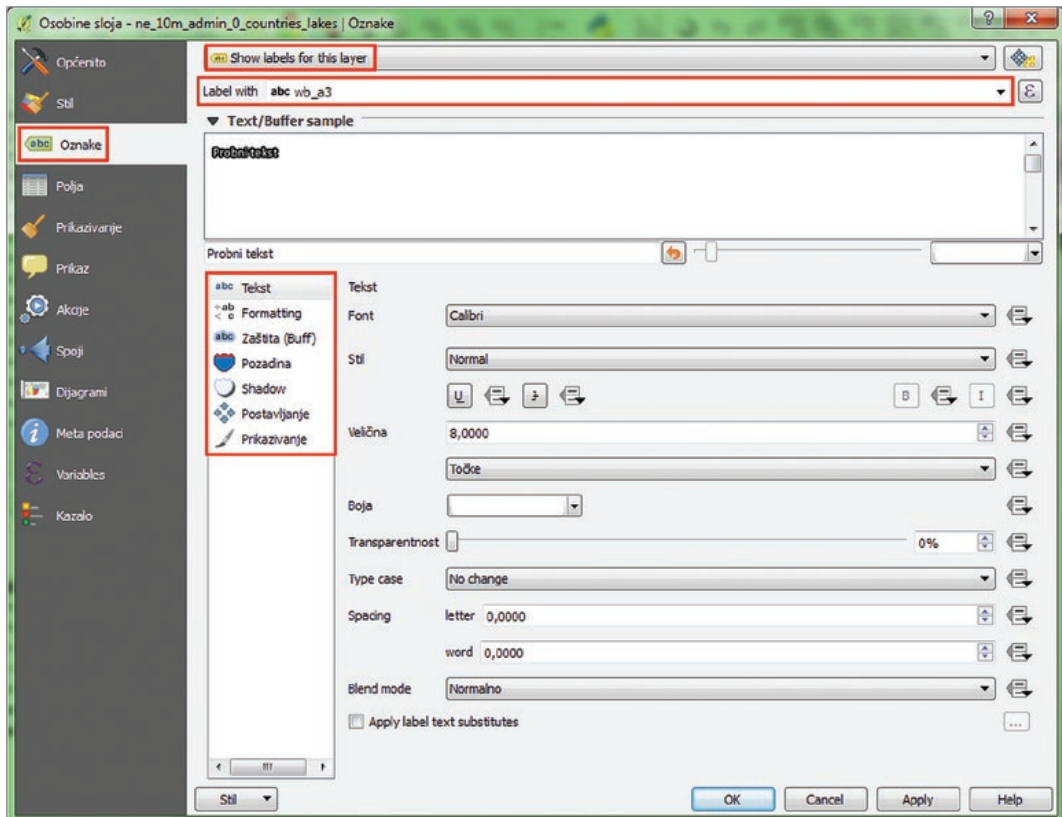 Osobine sloja - ne_10m_admin_0_countries_lakes | Oznake
Općenito
Stil
Oznake
Polja
Prikazivanje
Prikaz
Akcije
Spoji
Dijagrami
Meta podaci
Variables
Kazalo
Show labels for this layer
Label with abc wb_a3
Text/Buffer sample
Probni tekst
Probni tekst
abc Tekst
Formatting
abc Zaštita (Buff)
Pozadina
Shadow
Postavljanje
Prikazivanje
Tekst
Font Calibri
Stil Normal
U B I
Veličina 8,0000
Točke
Boja
Transparentnost 0%
Type case No change
Spacing letter 0,0000
word 0,0000
Blend mode Normalno
Apply label text substitutes ...
Stil OK Cancel Apply Help